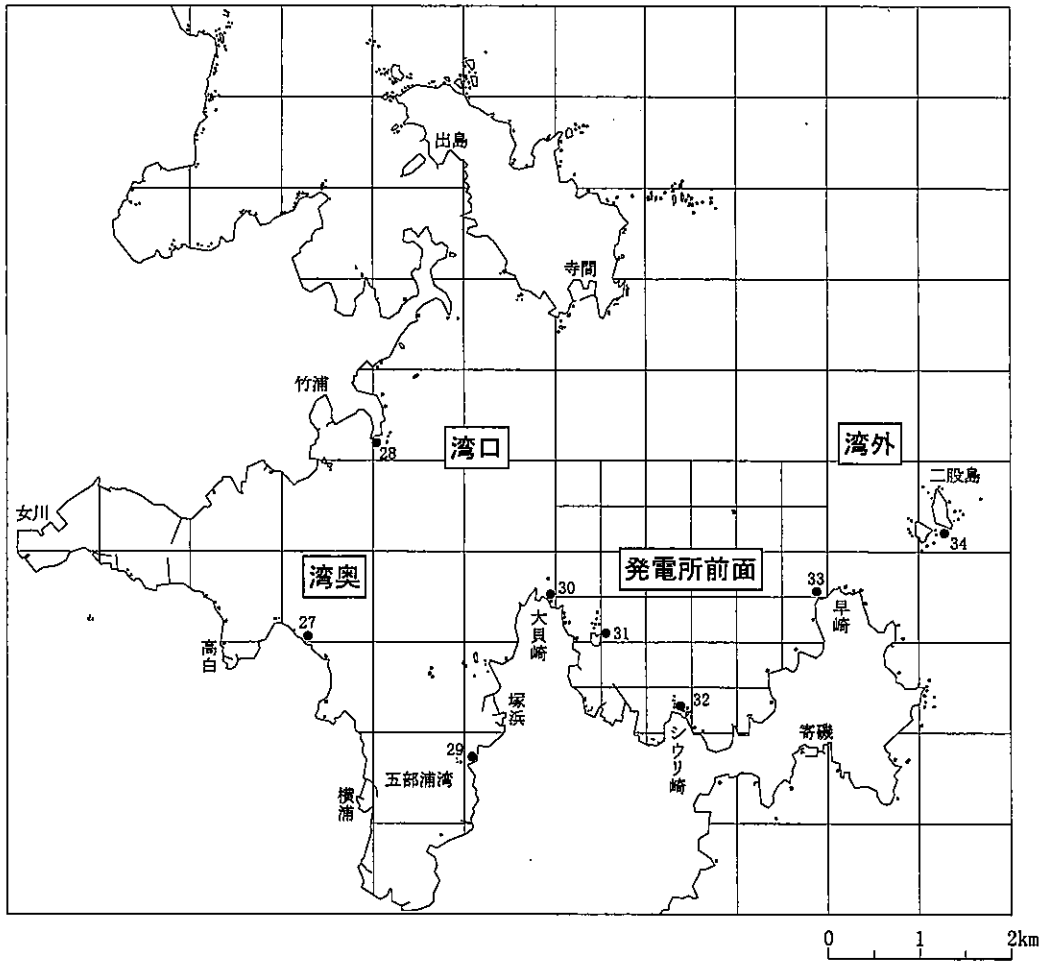 出島
寺間
竹浦
28
湾口
湾外
二股島
34
女川
湾奥
発電所前面
30
33
大貝崎
早崎
27
31
高白
32
塚浜
シウリ崎
寄磯
29
五部浦湾
横浦
0 1 2km